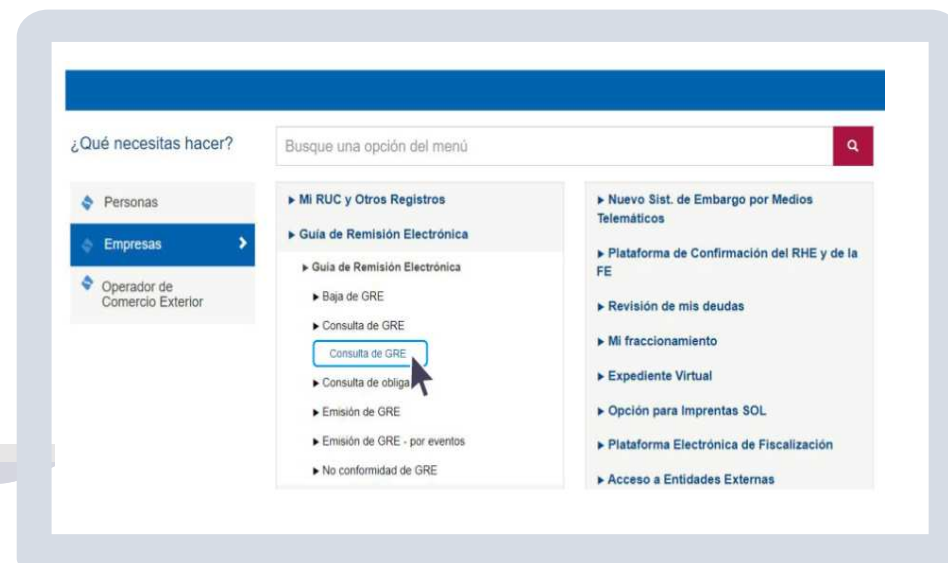 ¿Qué necesitas hacer?
Busque una opción del menú
Personas
Empresas
Operador de
Comercio Exterior
Mi RUC y Otros Registros
Guía de Remisión Electrónica
Guia de Remisión Electrónica
Baja de GRE
Consulta de GRE
Consulta de GRE
Consulta de obliga
Emisión de GRE
Emisión de GRE - por eventos
No conformidad de GRE
Nuevo Sist. de Embargo por Medios
Telemáticos
Plataforma de Confirmación del RHE y de la
FE
Revisión de mis deudas
Mi fraccionamiento
Expediente Virtual
Opción para Imprentas SOL
Plataforma Electrónica de Fiscalización
Acceso a Entidades Externas